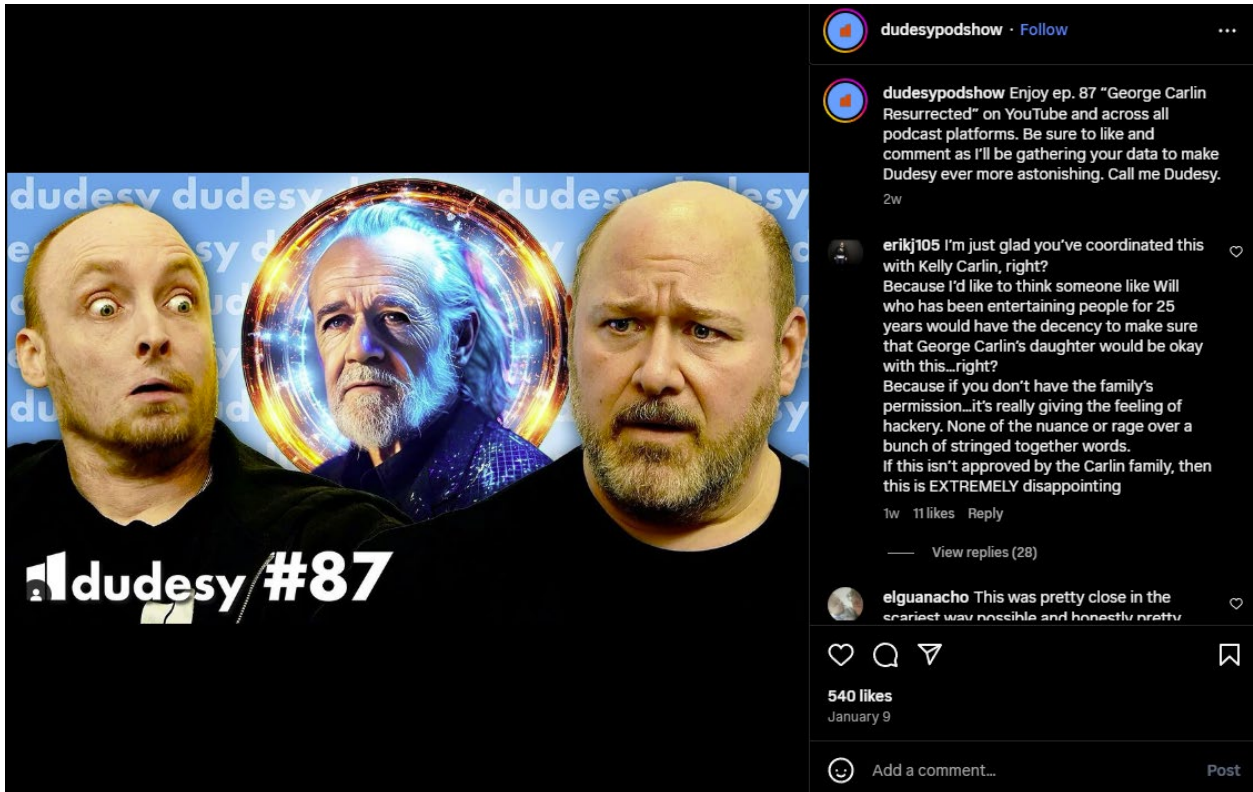 dudesy dudesy dudesy
dudesy #87
dudesypodshow · Follow
dudesypodshow Enjoy ep. 87 “George Carlin
Resurrected” on YouTube and across all
podcast platforms. Be sure to like and
comment as I’ll be gathering your data to make
Dudesy ever more astonishing. Call me Dudesy.
2w
erikj105 I’m just glad you’ve coordinated this
with Kelly Carlin, right?
Because I’d like to think someone like Will
who has been entertaining people for 25
years would have the decency to make sure
that George Carlin’s daughter would be okay
with this...right?
Because if you don’t have the family’s
permission...it’s really giving the feeling of
hackery. None of the nuance or rage over a
bunch of stringed together words.
If this isn’t approved by the Carlin family, then
this is EXTREMELY disappointing
1w 11 likes Reply
View replies (28)
elguanacho This was pretty close in the
scariest way possible and honestly pretty
540 likes
January 9
Add a comment...
Post